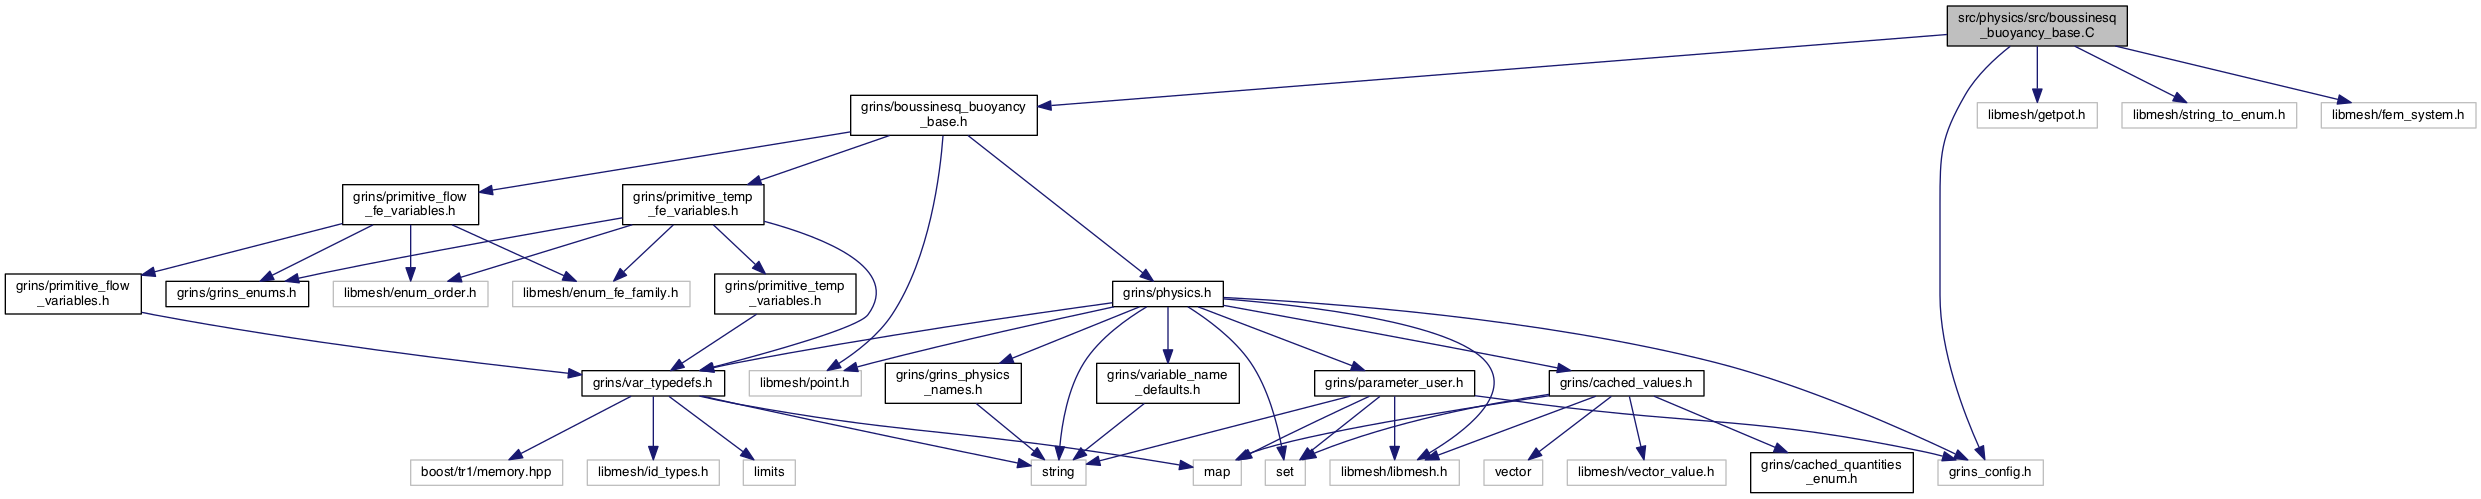 src/physics/src/boussinesq
_buoyancy_base.C
grins/boussinesq_buoyancy
_base.h
libmesh/getpot.h
libmesh/string_to_enum.h
libmesh/fem_system.h
grins/primitive_flow
_fe_variables.h
grins/primitive_temp
_fe_variables.h
grins/primitive_flow
_variables.h
grins/grins_enums.h
libmesh/enum_order.h
libmesh/enum_fe_family.h
grins/primitive_temp
_variables.h
grins/physics.h
grins/var_typedefs.h
libmesh/point.h
grins/grins_physics
_names.h
grins/variable_name
_defaults.h
grins/parameter_user.h
grins/cached_values.h
boost/tr1/memory.hpp
libmesh/id_types.h
limits
string
map
set
libmesh/libmesh.h
vector
libmesh/vector_value.h
grins/cached_quantities
_enum.h
grins_config.h